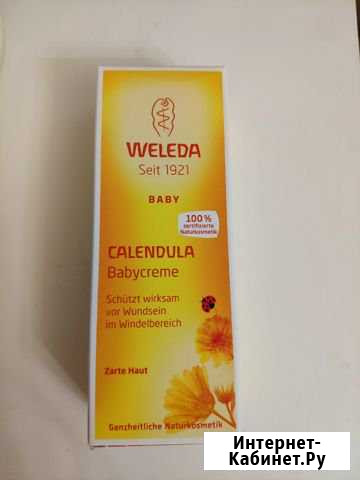 WELEDA
Seit 1921
BABY
100%
zertifizierte
Naturkosmetik
CALENDULA
Babycreme
Schützt wirksam
vor Wundsein
im Windelbereich
Zarte Haut
Ganzheitliche Naturkosmetik
Интернет-
Кабинет.Ру